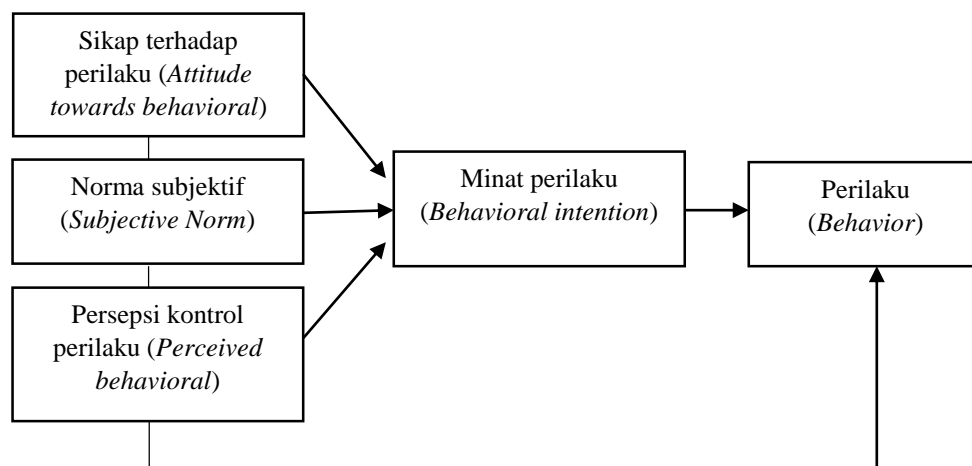 Sikap terhadap
perilaku (Attitude
towards behavioral)
Norma subjektif
(Subjective Norm)
Persepsi kontrol
perilaku (Perceived
behavioral)
Minat perilaku
(Behavioral intention)
Perilaku
(Behavior)